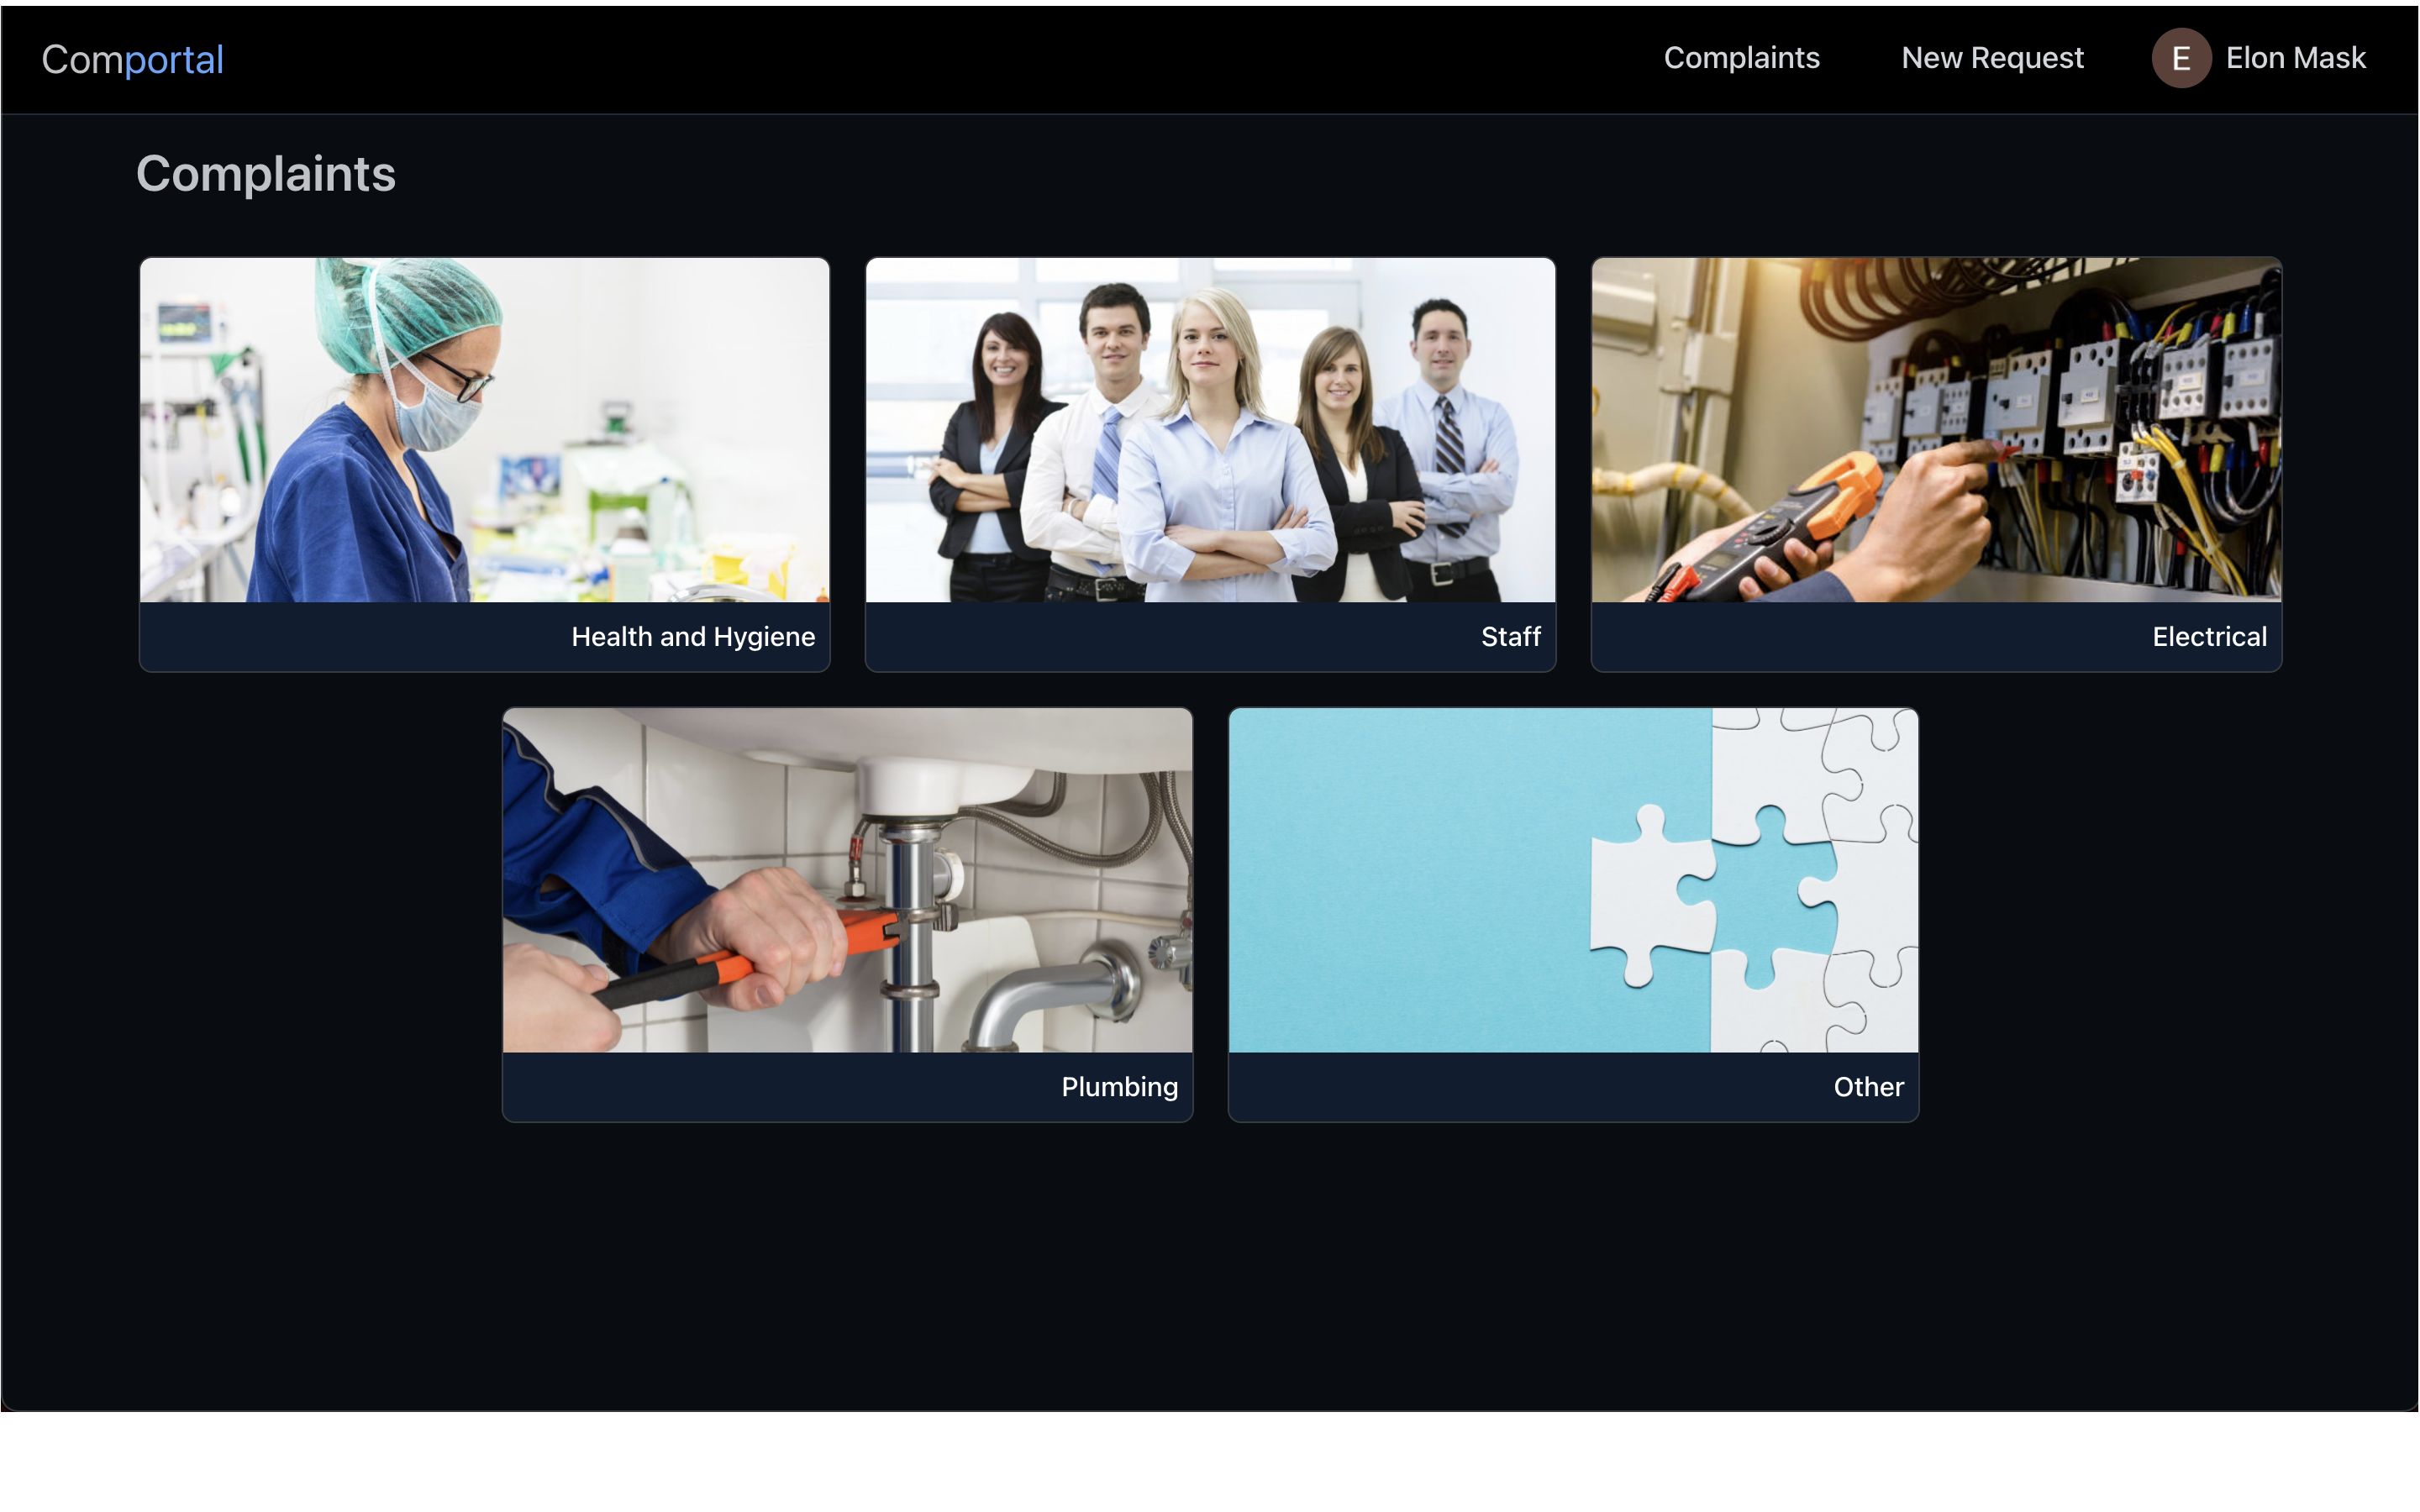 Comportal
Complaints
New Request
E
Elon Mask
Complaints
Health and Hygiene
Staff
Electrical
Plumbing
Other